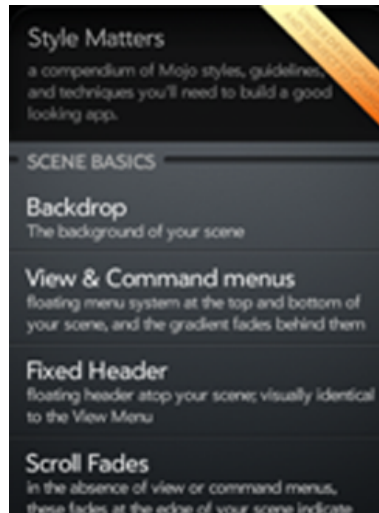 Style Matters
a compendium of Mojo styles, guidelines,
and techniques you'll need to build a good
looking app.
SCENE BASICS
Backdrop
The background of your scene
View & Command menus
floating menu system at the top and bottom of
your scene, and the gradient fades behind them
Fixed Header
floating header atop your scene; visually identical
to the View Menu
Scroll Fades
in the absence of view or command menus,
these fades at the edge of your scene indicate